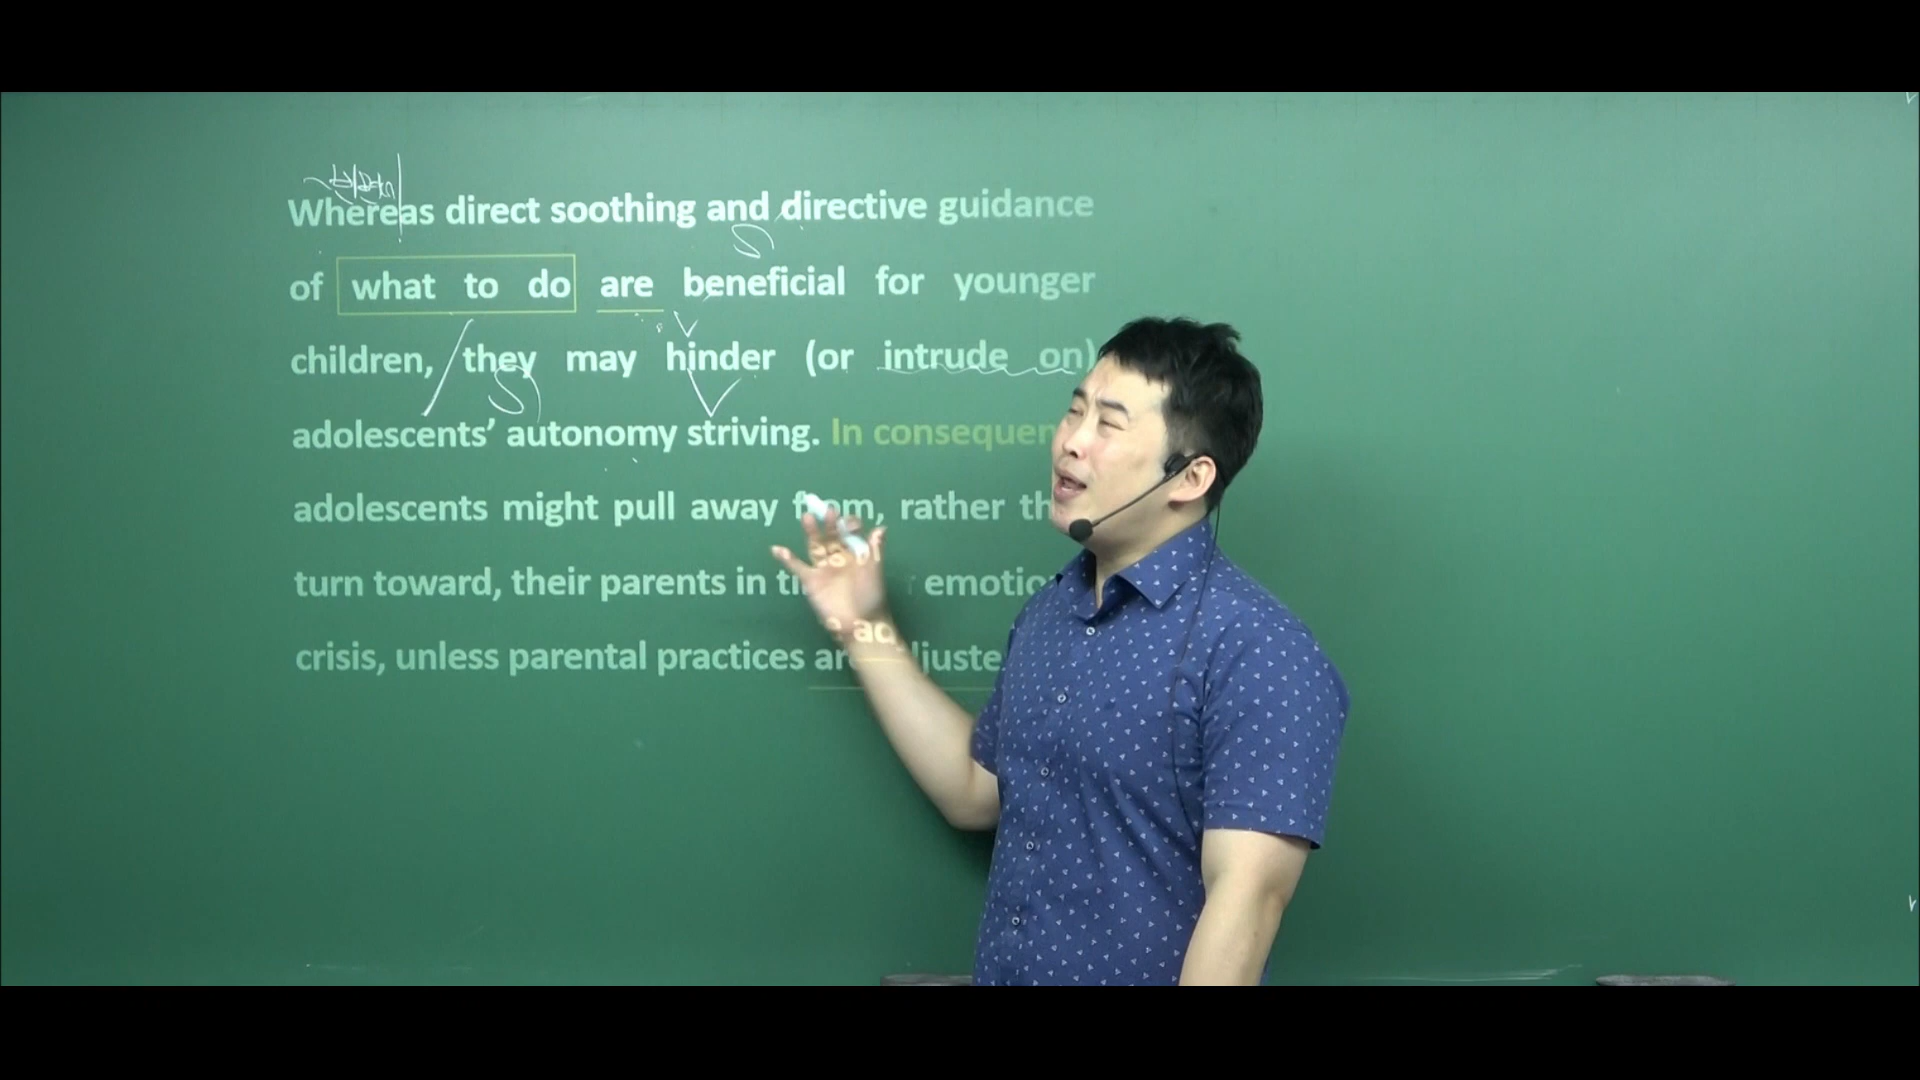 Whereas direct soothing and directive guidance
of what to do are beneficial for younger
children, they may hinder (or intrude on)
adolescents' autonomy striving. In consequen
adolescents might pull away from, rather th
turn toward, their parents in emotio
crisis, unless parental practices are adjuste
S
V
S
V